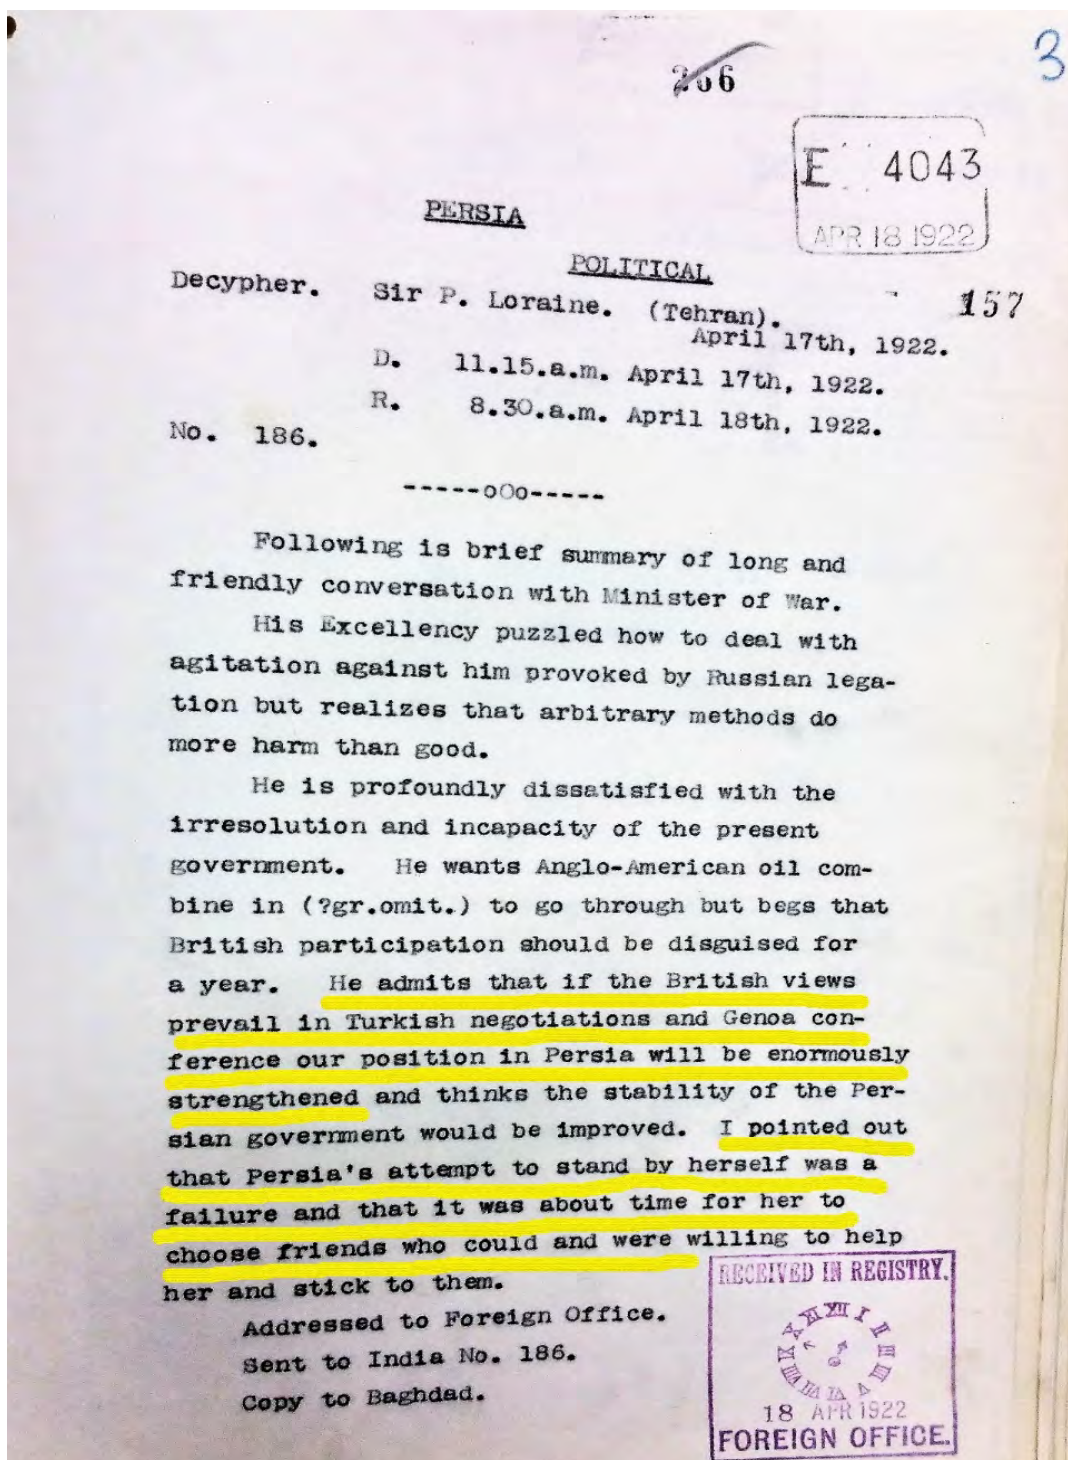 266
3
E 4043
APR 18 1922
PERSIA
POLITICAL
157
Decypher. Sir P. Loraine. (Tehran).
April 17th, 1922.
D. 11.15.a.m. April 17th, 1922.
R. 8.30.a.m. April 18th, 1922.
No. 186.
-----oOo-----
Following is brief summary of long and
friendly conversation with Minister of War.
His Excellency puzzled how to deal with
agitation against him provoked by Russian lega-
tion but realizes that arbitrary methods do
more harm than good.
He is profoundly dissatisfied with the
irresolution and incapacity of the present
government. He wants Anglo-American oil com-
bine in (?gr.omit.) to go through but begs that
British participation should be disguised for
a year. He admits that if the British views
prevail in Turkish negotiations and Genoa con-
ference our position in Persia will be enormously
strengthened and thinks the stability of the Per-
sian government would be improved. I pointed out
that Persia's attempt to stand by herself was a
failure and that it was about time for her to
choose friends who could and were willing to help
her and stick to them.
Addressed to Foreign Office.
Sent to India No. 186.
Copy to Baghdad.
RECEIVED IN REGISTRY.
XII I II III V VI VII IX X XI
18 APR 1922
FOREIGN OFFICE.